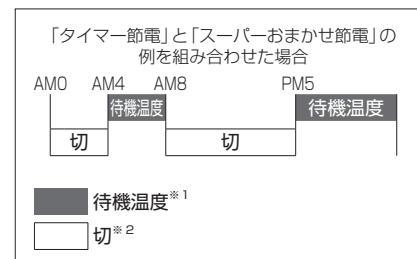 「タイマー節電」と「スーパーおまかせ節電」の
例を組み合わせた場合
AM0 AM4 AM8 PM5
待機温度 待機温度
切 切
待機温度※1
切※2